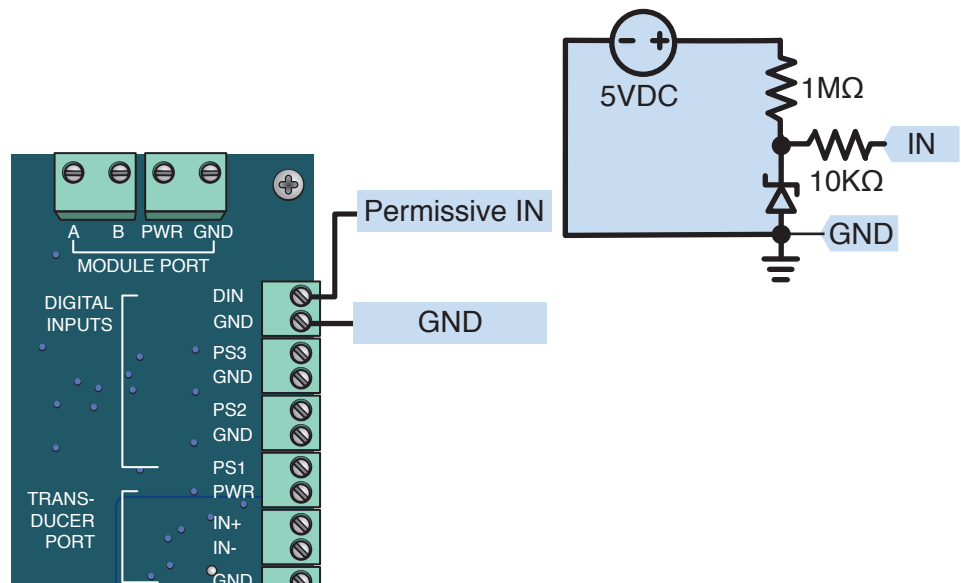 5VDC
1MΩ
IN
10KΩ
GND
A B PWR GND
MODULE PORT
Permissive IN
DIGITAL
INPUTS
DIN
GND
GND
PS3
GND
PS2
GND
PS1
TRANS-
DUCER
PORT
PWR
IN+
IN-
GND